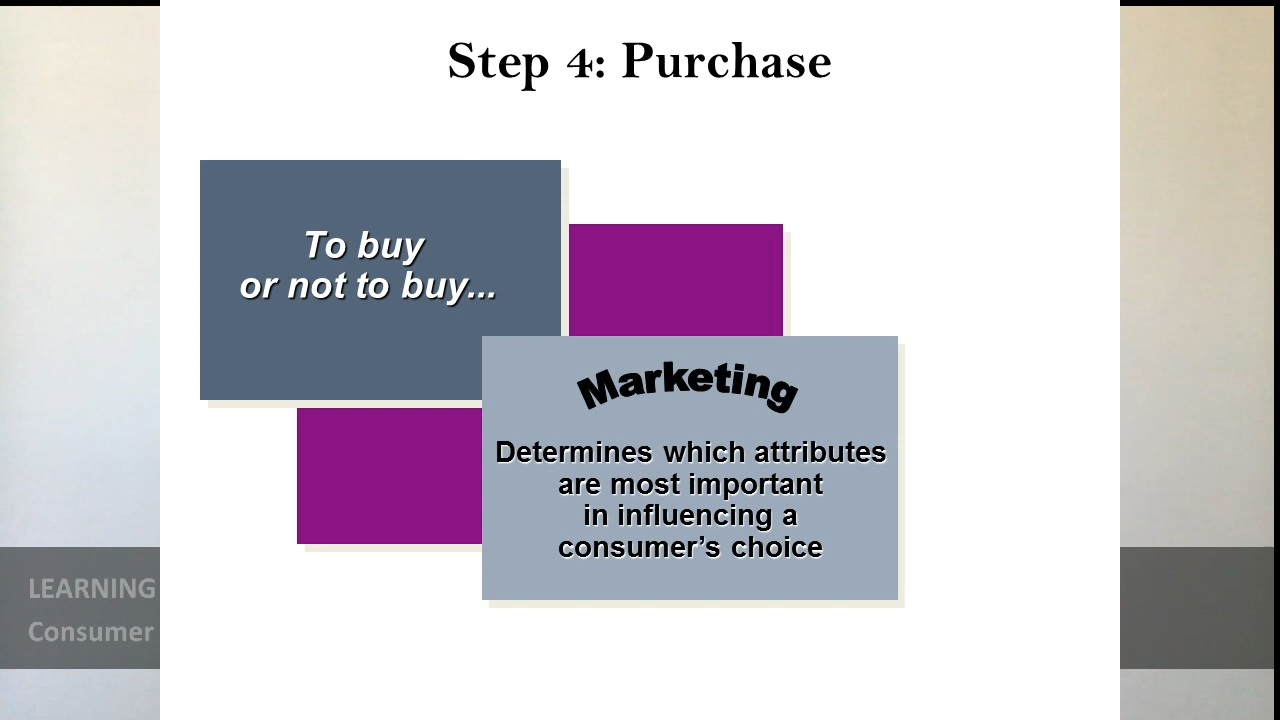 Step 4: Purchase
To buy
or not to buy...
Marketing
Determines which attributes
are most important
in influencing a
consumer’s choice
LEARNING
Consumer